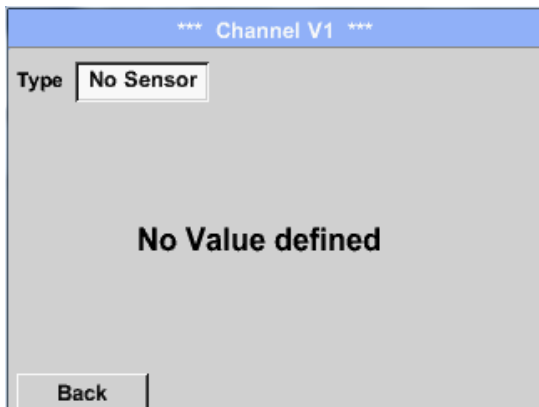 *** Channel V1 ***
Type No Sensor
No Value defined
Back